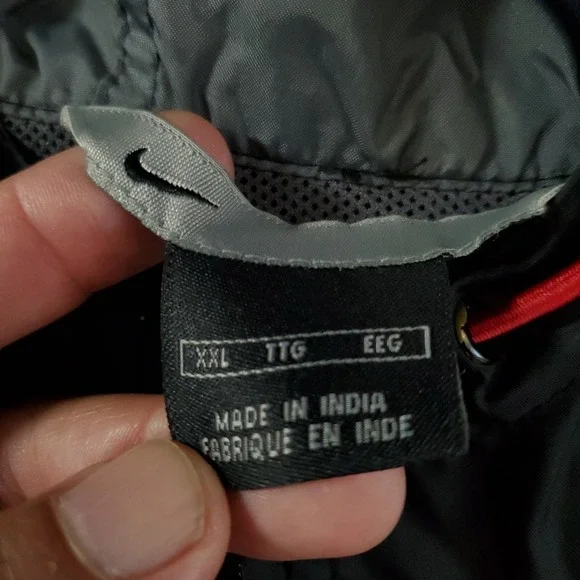 XXL TTG EEG
MADE IN INDIA
FABRIQUE EN INDE